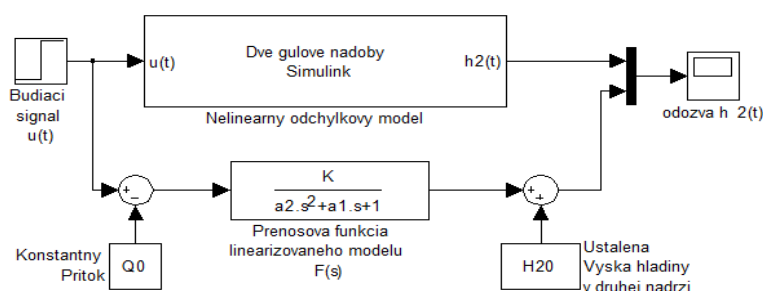 Dve gulove nadoby
Simulink
u(t)
h2(t)
Budiaci
signal
u(t)
Nelinearny odchylkovy model
odozva h 2(t)
K
a2.s2+a1.s+1
Prenosova funkcia
linearizovaneho modelu
F(s)
Konstantny
Pritok
Q0
H20
Ustalena
Vyska hladiny
v druhej nadrzi
+
−
+
+